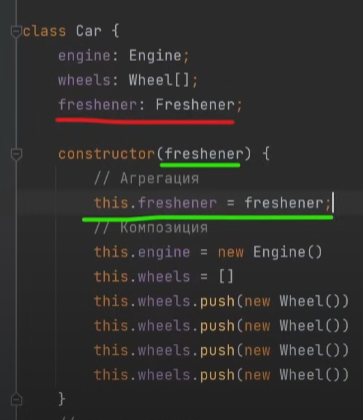 class Car {
engine: Engine;
wheels: Wheel[];
freshener: Freshener;
constructor(freshener) {
// Агрегация
this.freshener = freshener;
// Композиция
this.engine = new Engine()
this.wheels = []
this.wheels.push(new Wheel())
this.wheels.push(new Wheel())
this.wheels.push(new Wheel())
this.wheels.push(new Wheel())
}